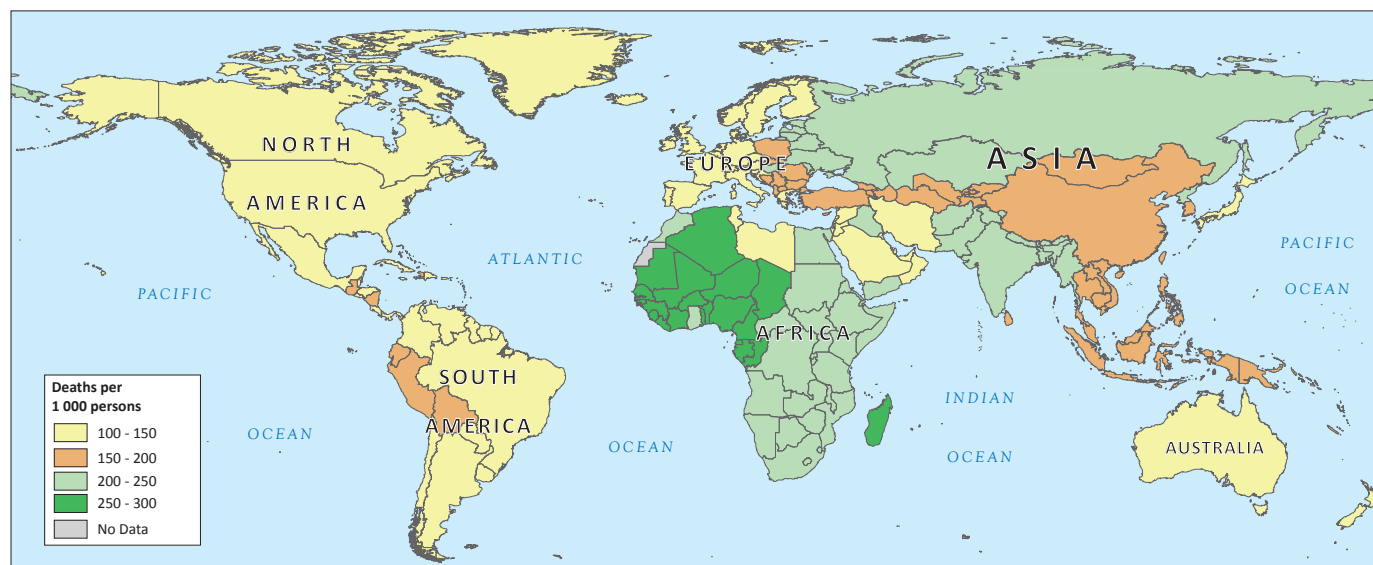 NORTH
AMERICA
EUROPE
ASIA
ATLANTIC
PACIFIC
PACIFIC
OCEAN
AFRICA
SOUTH
AMERICA
INDIAN
OCEAN
OCEAN
OCEAN
AUSTRALIA
Deaths per
1 000 persons
100 - 150
150 - 200
200 - 250
250 - 300
No Data